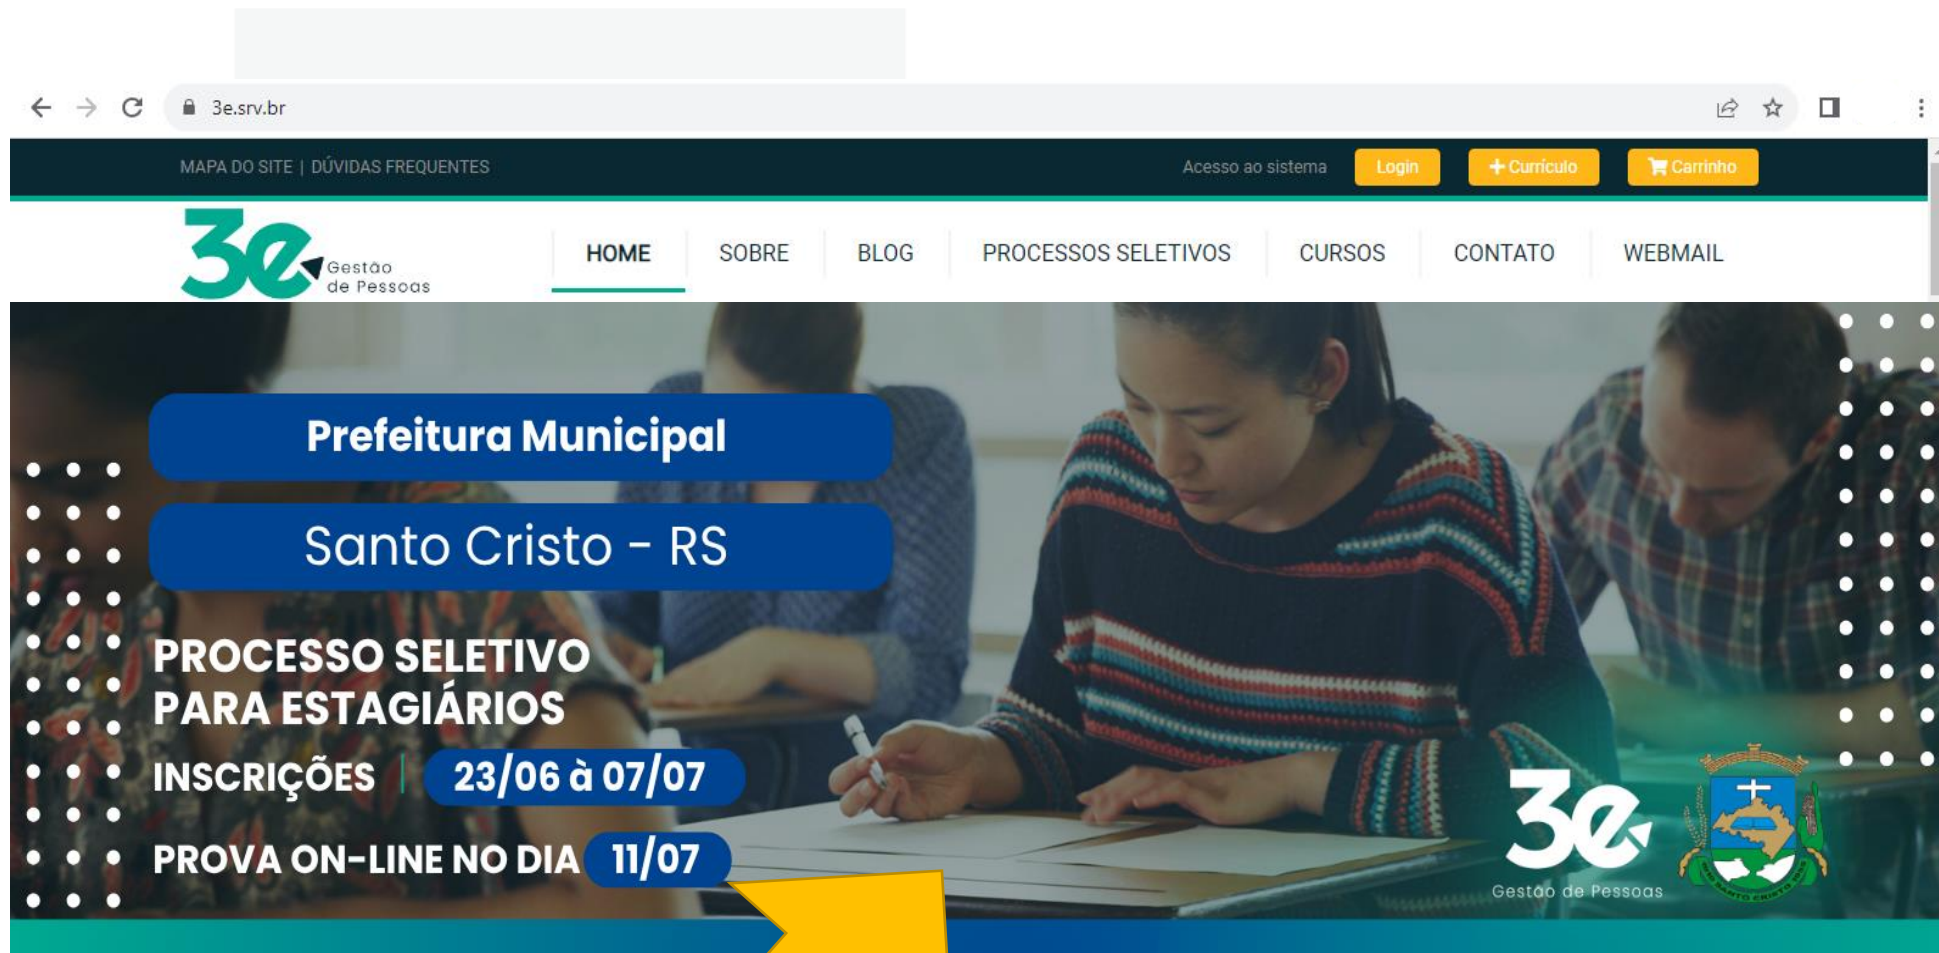 3e.srv.br
MAPA DO SITE | DÚVIDAS FREQUENTES
Acesso ao sistema
Login
+ Currículo
Carrinho
3e Gestão de Pessoas
HOME
SOBRE
BLOG
PROCESSOS SELETIVOS
CURSOS
CONTATO
WEBMAIL
Prefeitura Municipal
Santo Cristo - RS
PROCESSO SELETIVO
PARA ESTAGIÁRIOS
INSCRIÇÕES | 23/06 à 07/07
PROVA ON-LINE NO DIA 11/07
3e
Gestão de Pessoas
SANTO CRISTO